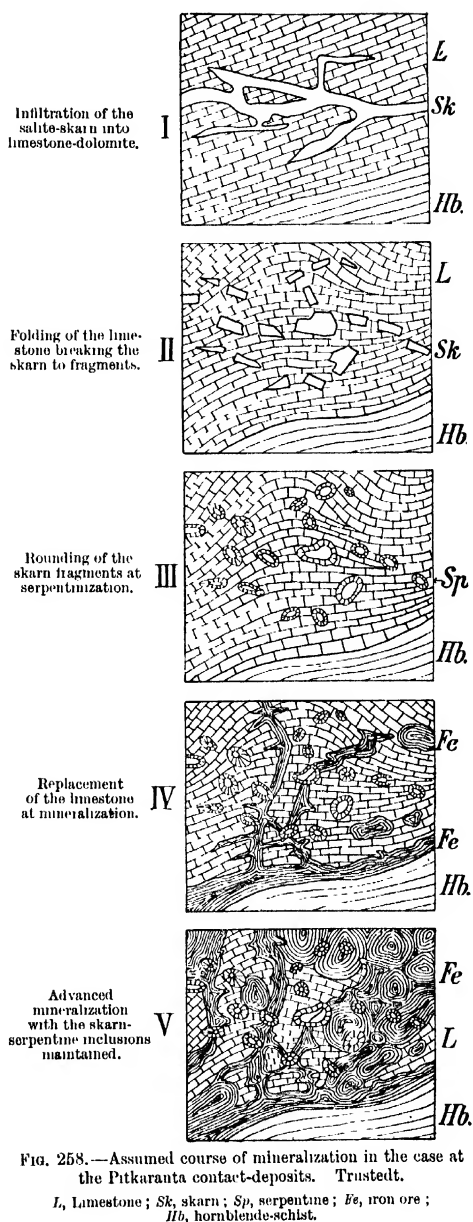 L
Infiltration of the
salite-skarn into
limestone-dolomite.
I
Sk
Hb.
L
Folding of the lime-
stone breaking the
skarn to fragments.
II
Sk
Hb.
Rounding of the
skarn fragments at
serpentinization.
III
Sp
Hb.
Fe
Replacement
of the limestone
at mineralization.
IV
Fe
Hb.
Fe
Advanced
mineralization
with the skarn-
serpentine inclusions
maintained.
V
L
Hb.
FIG. 258.—Assumed course of mineralization in the case at
the Pitkaranta contact-deposits. Trustedt.
L, Limestone; Sk, skarn; Sp, serpentine; Fe, iron ore;
Hb, hornblende-schist.